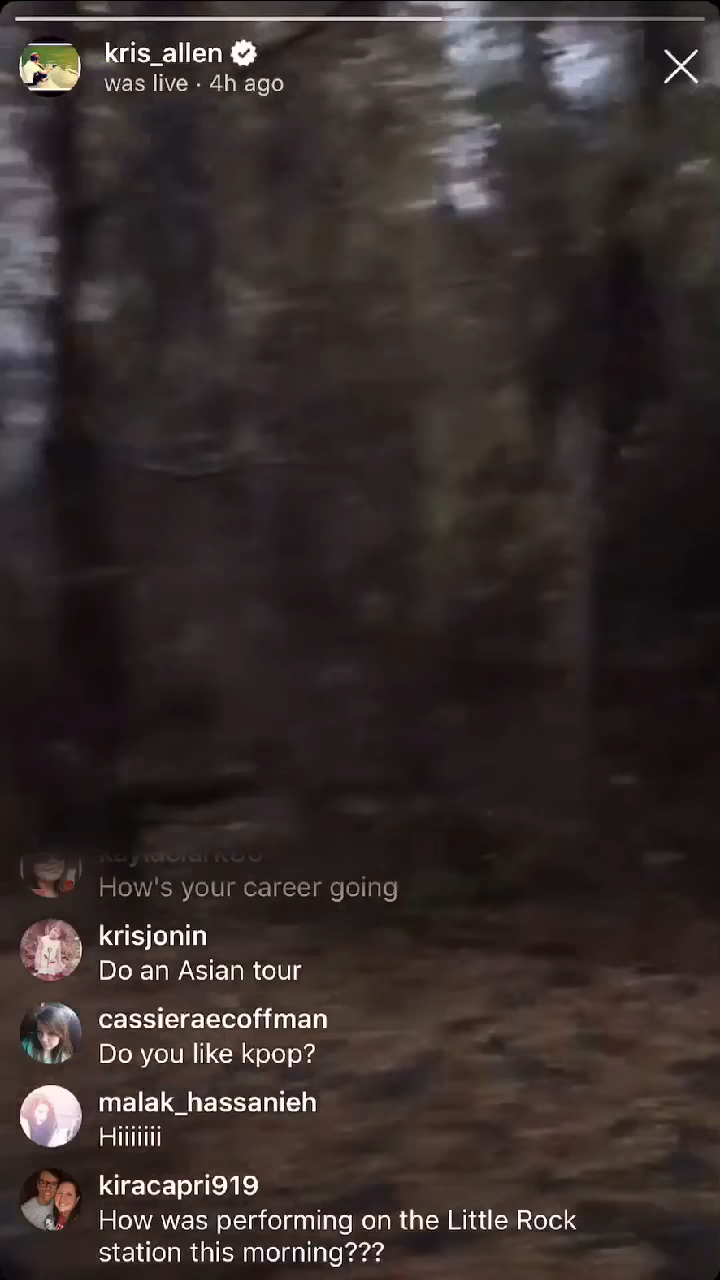 kris_allen
was live · 4h ago
How's your career going
krisjonin
Do an Asian tour
cassieraecoffman
Do you like kpop?
malak_hassanieh
Hiiiiiii
kiracapri919
How was performing on the Little Rock
station this morning???